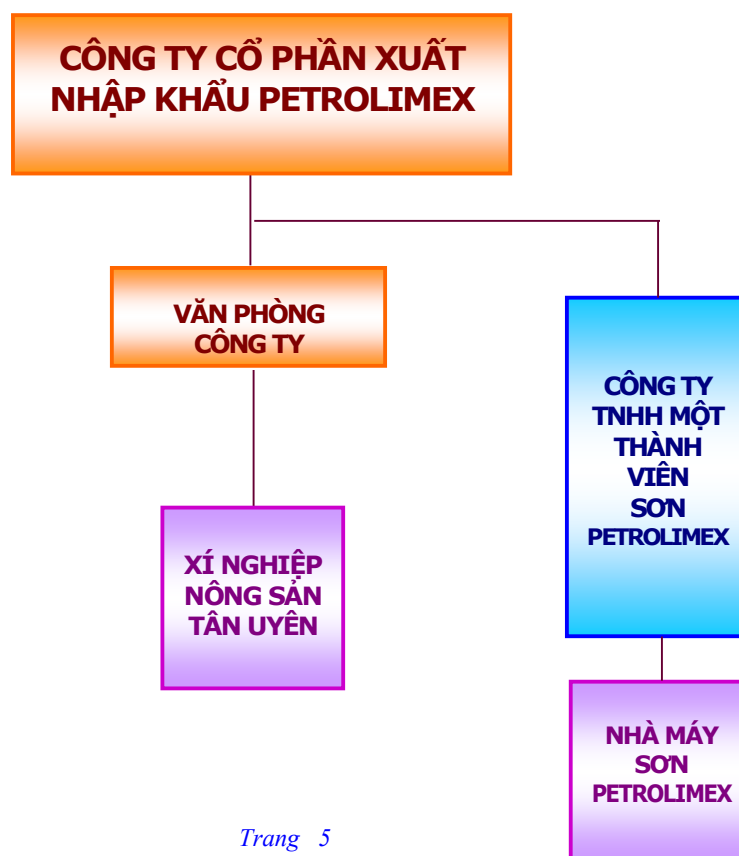 CÔNG TY CỔ PHẦN XUẤT
NHẬP KHẨU PETROLIMEX
VĂN PHÒNG
CÔNG TY
CÔNG TY
TNHH MỘT
THÀNH
VIÊN
SƠN
PETROLIMEX
XÍ NGHIỆP
NÔNG SẢN
TÂN UYÊN
NHÀ MÁY
SƠN
PETROLIMEX
Trang 5